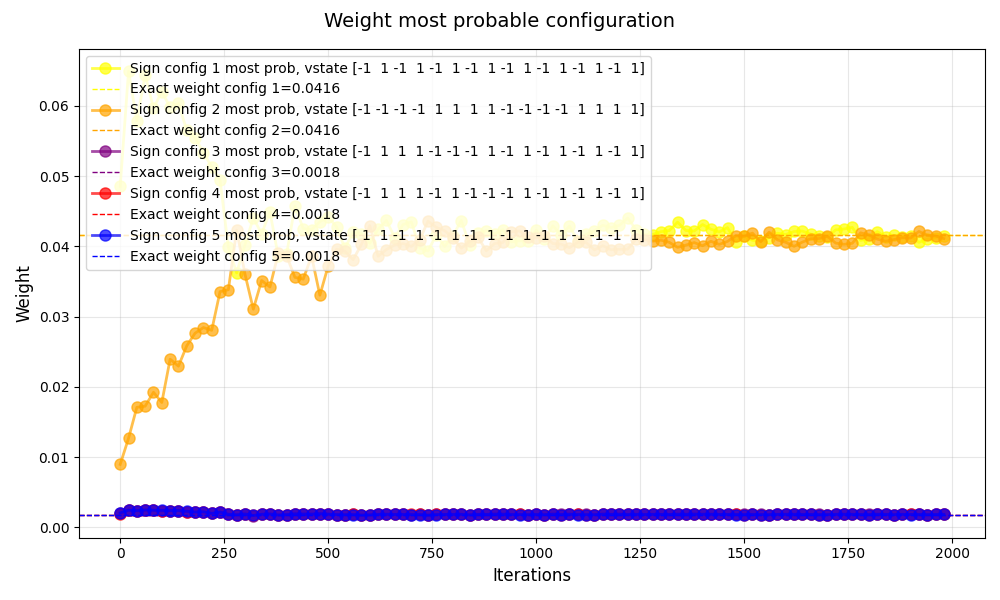 Weight most probable configuration
Weight
0.06
0.05
0.04
0.03
0.02
0.01
0.00
Sign config 1 most prob, vstate [-1  1 -1  1 -1  1 -1  1 -1  1 -1  1 -1  1 -1  1]
Exact weight config 1=0.0416
Sign config 2 most prob, vstate [-1 -1 -1 -1  1  1  1  1 -1 -1 -1 -1  1  1  1  1]
Exact weight config 2=0.0416
Sign config 3 most prob, vstate [-1  1  1  1 -1 -1 -1  1 -1  1 -1  1 -1  1 -1  1]
Exact weight config 3=0.0018
Sign config 4 most prob, vstate [-1  1  1  1 -1  1 -1 -1 -1  1 -1  1 -1  1 -1  1]
Exact weight config 4=0.0018
Sign config 5 most prob, vstate [-1  1 -1  1 -1  1 -1  1 -1  1  1  1 -1 -1 -1  1]
Exact weight config 5=0.0018
0 250 500 750 1000 1250 1500 1750 2000
Iterations